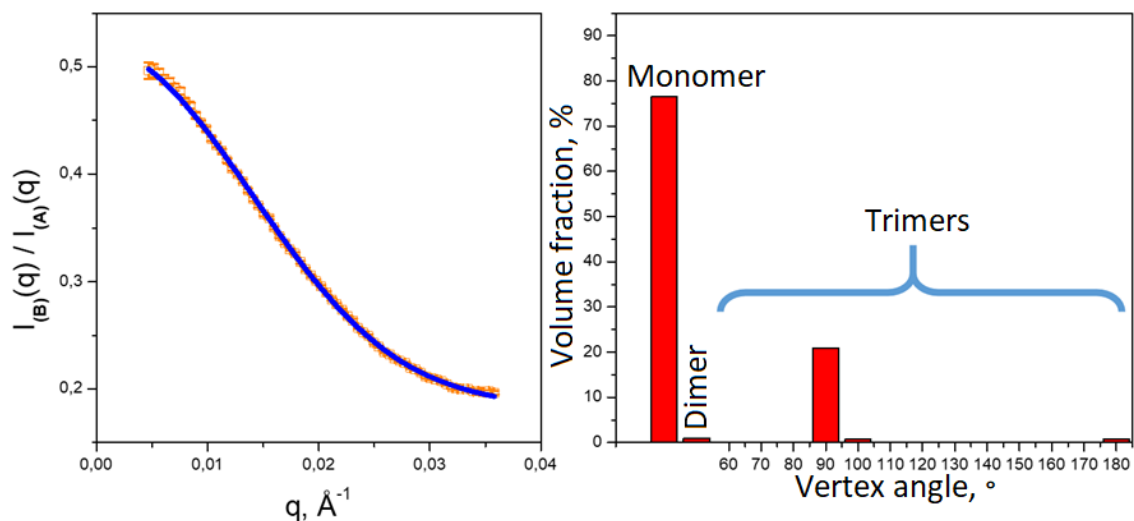 I(B)(q) / I(A)(q)
0,5
0,4
0,3
0,2
0,00 0,01 0,02 0,03 0,04
q, Å-1
Volume fraction, %
95
90
80
70
60
50
40
30
20
10
0
Monomer
Dimer
Trimers
60 70 80 90 100 110 120 130 140 150 160 170 180
Vertex angle, °